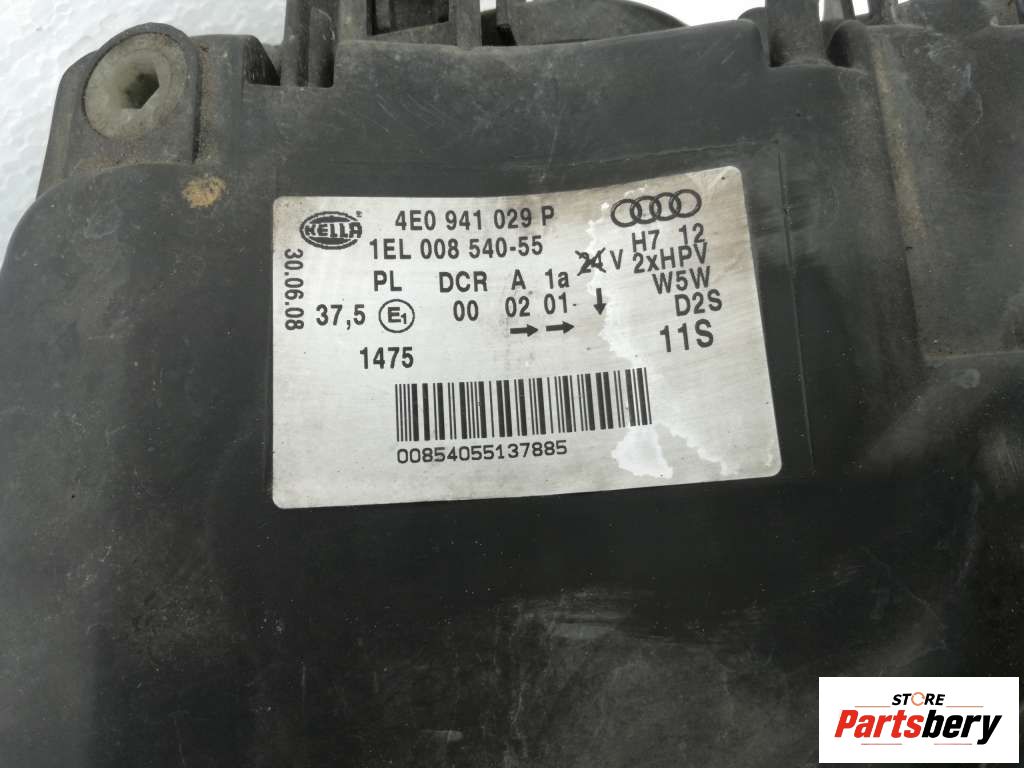 HELLA
4E0 941 029 P
1EL 008 540-55
24 V
H7 12
2xHPV
W5W
D2S
11S
PL DCR A 1a
30.06.08
37,5 E1 00 02 01
1475
00854055137885
STORE
Partsbery